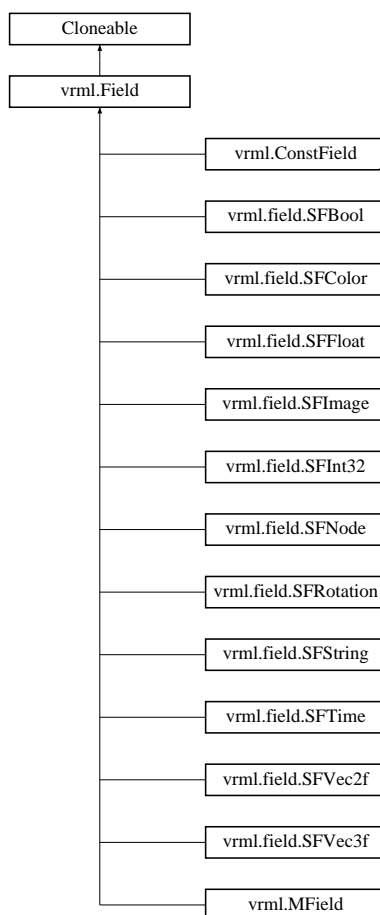 Cloneable
vrml.Field
vrml.ConstField
vrml.field.SFBool
vrml.field.SFColor
vrml.field.SFFloat
vrml.field.SFImage
vrml.field.SFInt32
vrml.field.SFNode
vrml.field.SFRotation
vrml.field.SFString
vrml.field.SFTime
vrml.field.SFVec2f
vrml.field.SFVec3f
vrml.MField